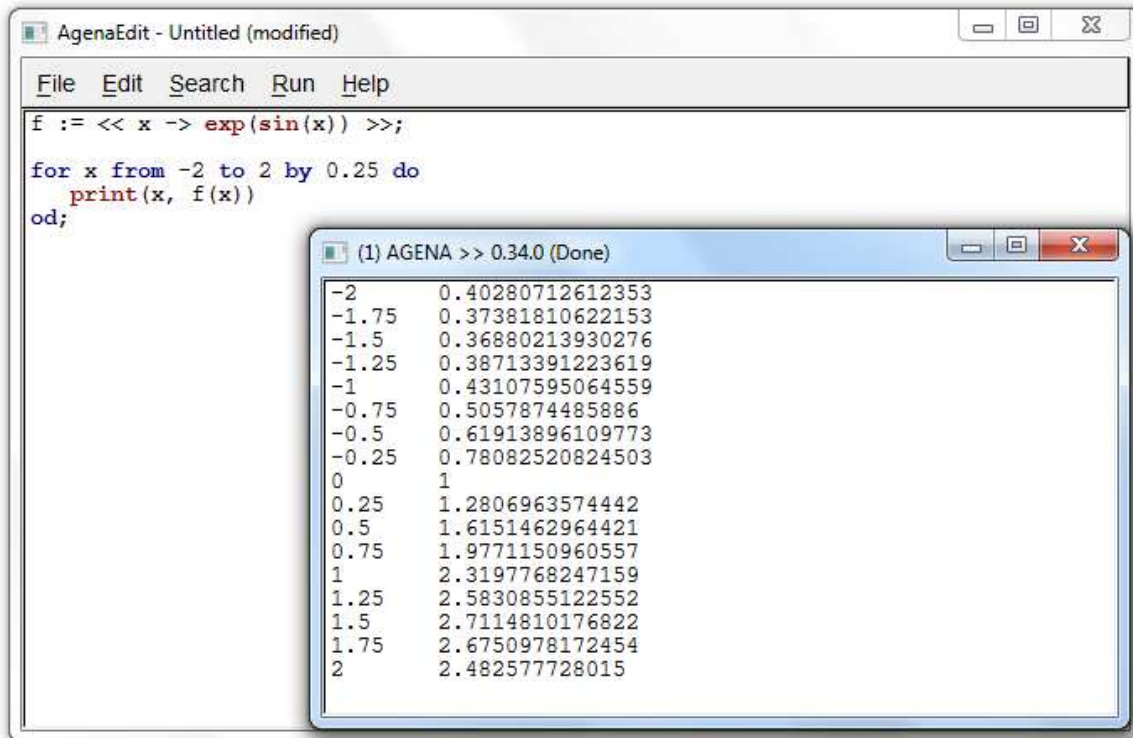 AgenaEdit - Untitled (modified)
File Edit Search Run Help
f := << x -> exp(sin(x)) >>;
for x from -2 to 2 by 0.25 do
print(x, f(x))
od;
(1) AGENA >> 0.34.0 (Done)
-2 0.40280712612353
-1.75 0.37381810622153
-1.5 0.36880213930276
-1.25 0.38713391223619
-1 0.43107595064559
-0.75 0.5057874485886
-0.5 0.61913896109773
-0.25 0.78082520824503
0 1
0.25 1.2806963574442
0.5 1.6151462964421
0.75 1.9771150960557
1 2.3197768247159
1.25 2.5830855122552
1.5 2.7114810176822
1.75 2.6750978172454
2 2.482577728015